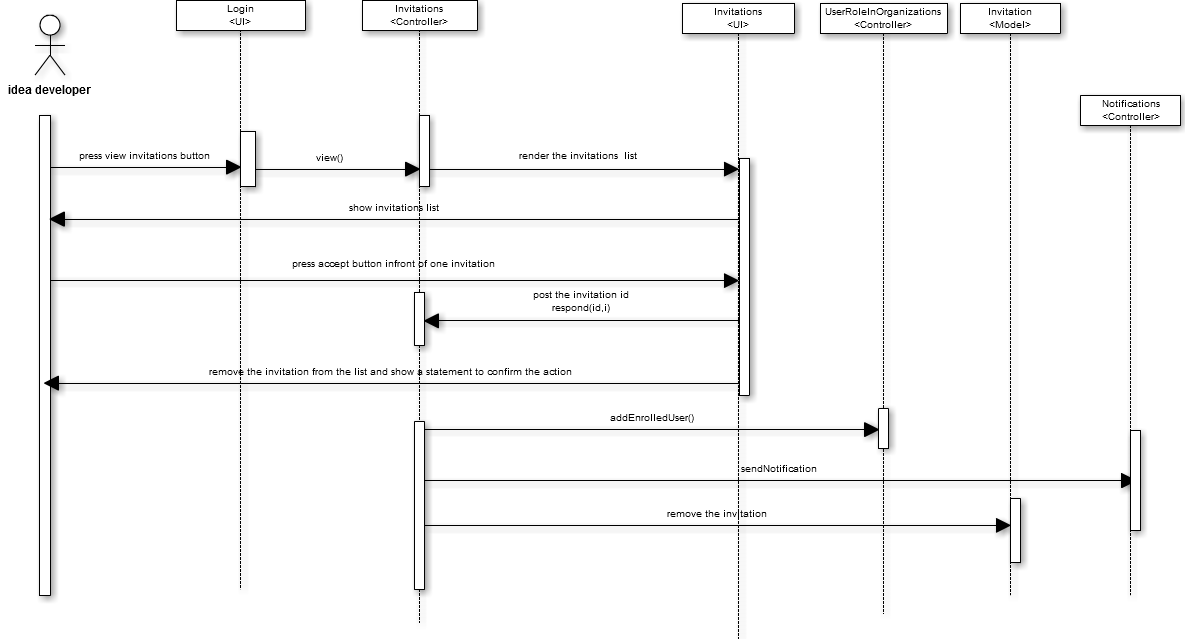 Login
<UI>
Invitations
<Controller>
Invitations
<UI>
UserRoleInOrganizations
<Controller>
Invitation
<Model>
idea developer
Notifications
<Controller>
press view invitations button
view()
render the invitations list
show invitations list
press accept button infront of one invitation
post the invitation id
respond(id,i)
remove the invitation from the list and show a statement to confirm the action
addEnrolledUser()
sendNotification
remove the invitation